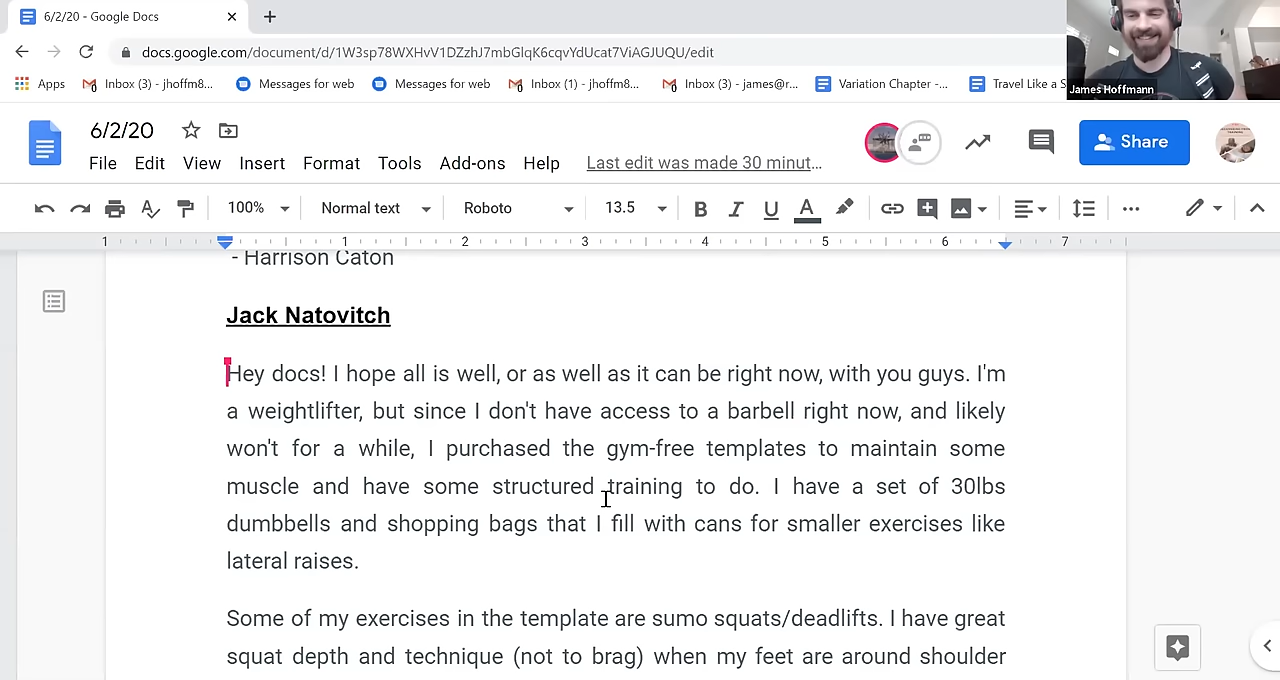 6/2/20 - Google Docs
docs.google.com/document/d/1W3sp78WXHvV1DZzhJ7mbGlqK6cqvYdUcat7ViAGJUQU/edit
Apps Inbox (3) - jhoffm8... Messages for web Messages for web Inbox (1) - jhoffm8... Inbox (3) - james@r... Variation Chapter -... Travel Like a S
James Hoffmann
6/2/20
File Edit View Insert Format Tools Add-ons Help Last edit was made 30 minut...
Share
100% Normal text Roboto 13.5 B I U A
1 1 2 3 4 5 6 7
- Harrison Caton
Jack Natovitch
Hey docs! I hope all is well, or as well as it can be right now, with you guys. I'm
a weightlifter, but since I don't have access to a barbell right now, and likely
won't for a while, I purchased the gym-free templates to maintain some
muscle and have some structured training to do. I have a set of 30lbs
dumbbells and shopping bags that I fill with cans for smaller exercises like
lateral raises.
Some of my exercises in the template are sumo squats/deadlifts. I have great
squat depth and technique (not to brag) when my feet are around shoulder